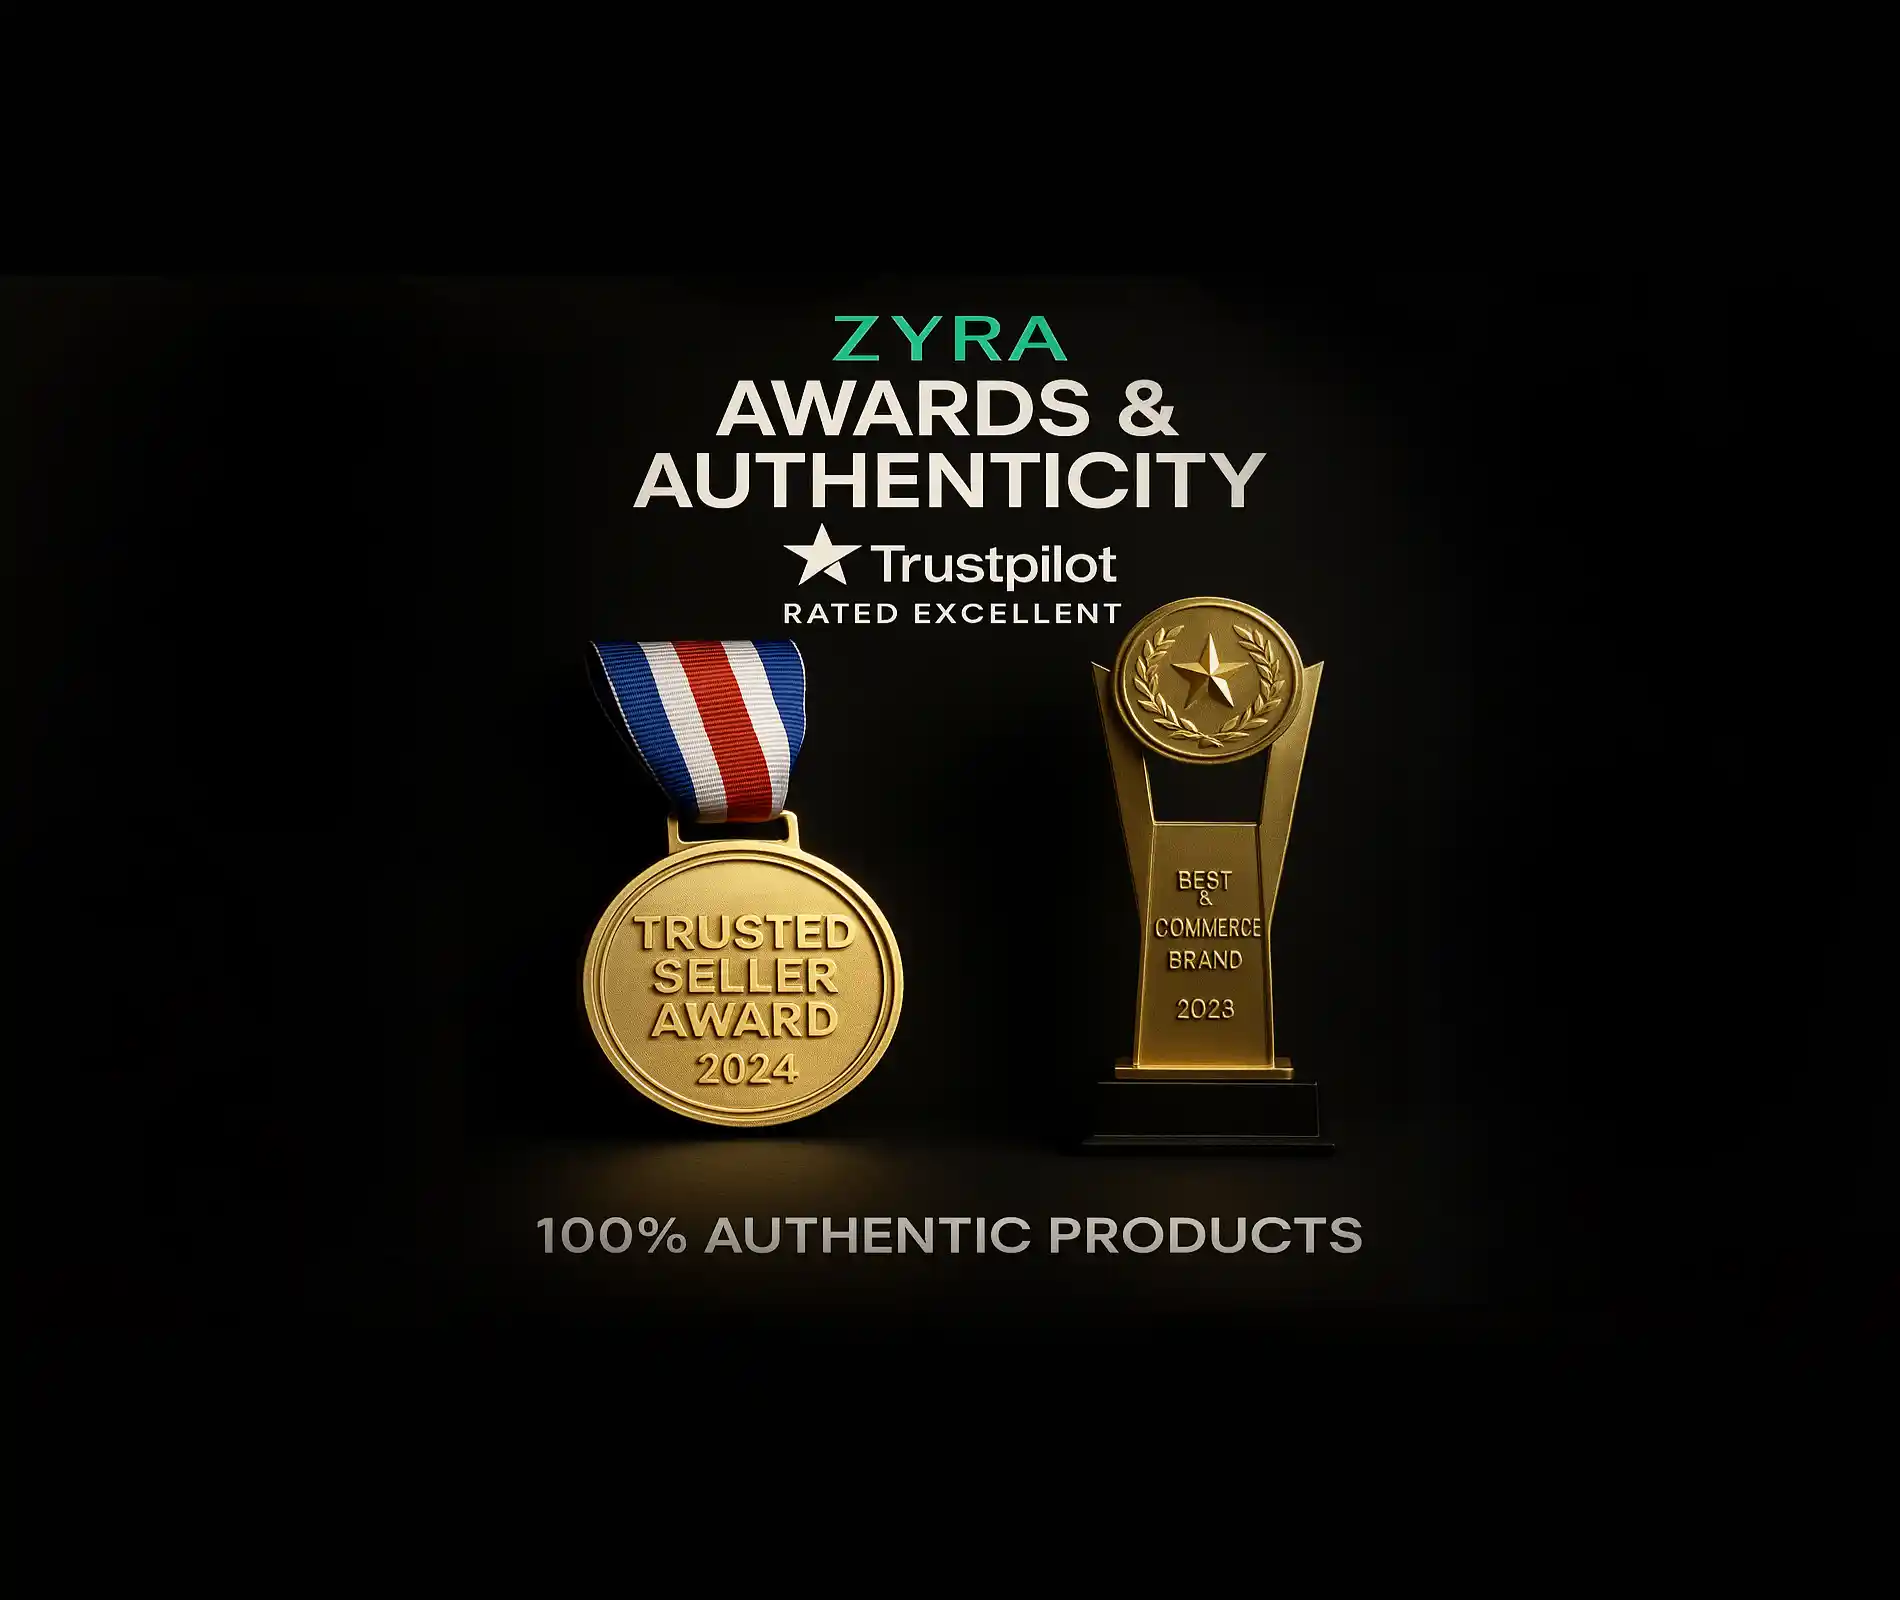 ZYRA
AWARDS &
AUTHENTICITY
Trustpilot
RATED EXCELLENT
TRUSTED
SELLER
AWARD
2024
BEST
&
COMMERCE
BRAND
2023
100% AUTHENTIC PRODUCTS